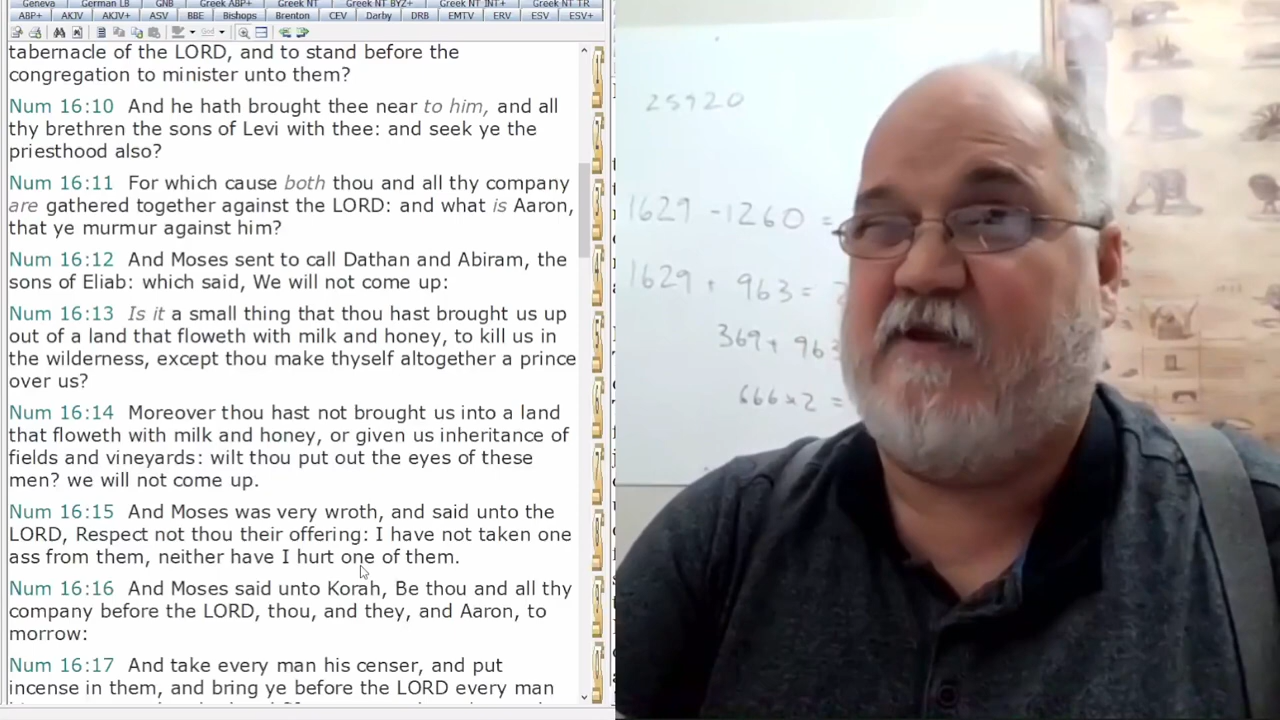 Geneva German LB GNB Greek ABP+ Greek NT Greek NT BYZ+ Greek NT INT+ Greek NT TR
ABP+ AKJV AKJV+ ASV BBE Bishops Brenton CEV Darby DRB EMTV ERV ESV ESV+
tabernacle of the LORD, and to stand before the
congregation to minister unto them?
Num 16:10 And he hath brought thee near to him, and all
thy brethren the sons of Levi with thee: and seek ye the
priesthood also?
Num 16:11 For which cause both thou and all thy company
are gathered together against the LORD: and what is Aaron,
that ye murmur against him?
Num 16:12 And Moses sent to call Dathan and Abiram, the
sons of Eliab: which said, We will not come up:
Num 16:13 Is it a small thing that thou hast brought us up
out of a land that floweth with milk and honey, to kill us in
the wilderness, except thou make thyself altogether a prince
over us?
Num 16:14 Moreover thou hast not brought us into a land
that floweth with milk and honey, or given us inheritance of
fields and vineyards: wilt thou put out the eyes of these
men? we will not come up.
Num 16:15 And Moses was very wroth, and said unto the
LORD, Respect not thou their offering: I have not taken one
ass from them, neither have I hurt one of them.
Num 16:16 And Moses said unto Korah, Be thou and all thy
company before the LORD, thou, and they, and Aaron, to
morrow:
Num 16:17 And take every man his censer, and put
incense in them, and bring ye before the LORD every man
25920
1629 - 1260 =
1629 + 963 = 2
369 + 963
666 x 2 =